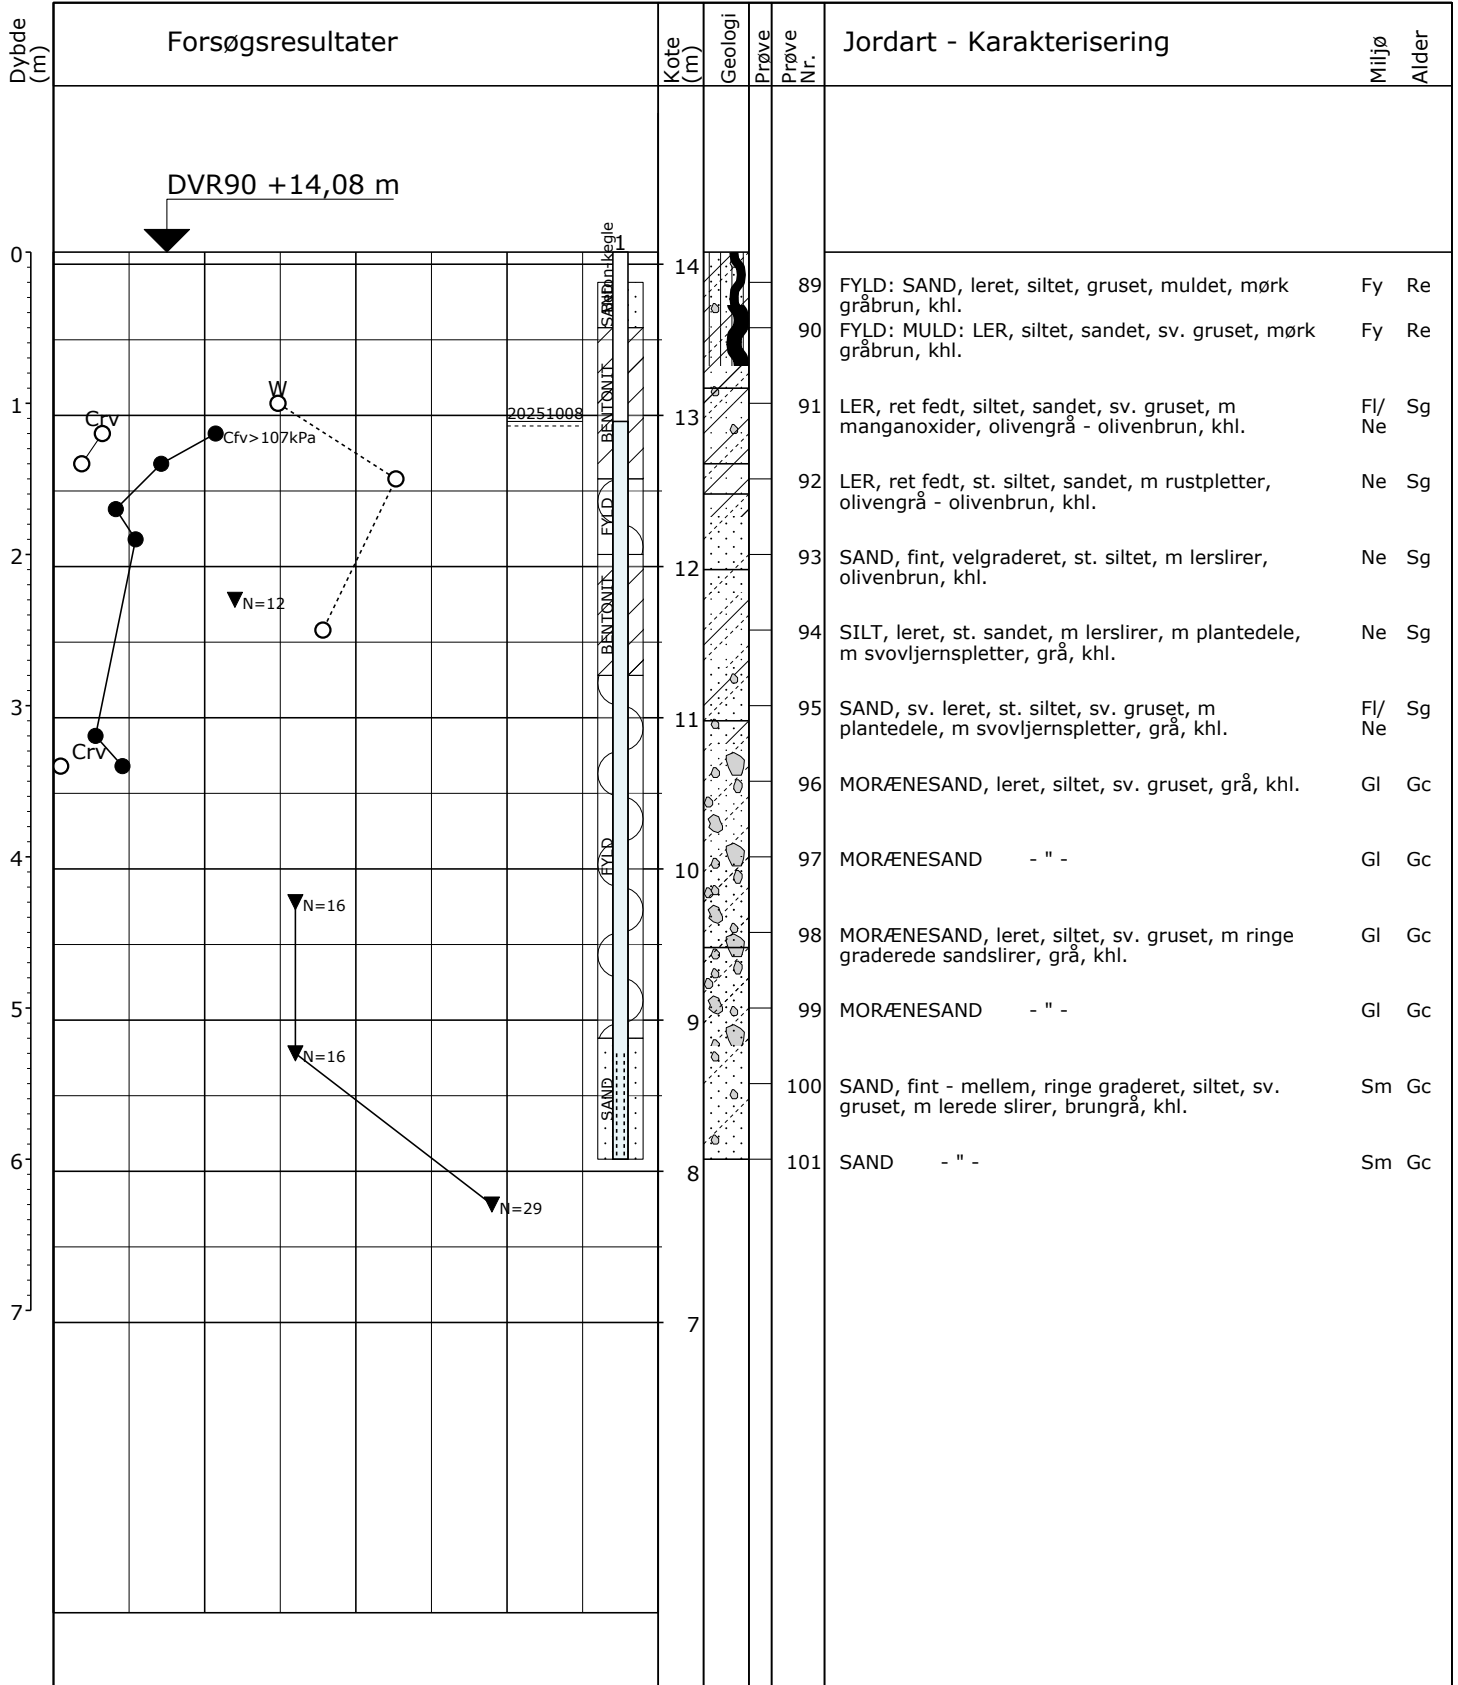 Dybde
(m)
Forsøgsresultater
Kote
(m)
Geologi
Prøve
Prøve
Nr.
Jordart - Karakterisering
Miljø
Alder
DVR90 +14,08 m
0
1
2
3
4
5
6
7
W
Crv
Cfv>107kPa
N=12
Crv
N=16
N=16
N=29
20251008
1
Beton-kegle
SAND
BENTONIT
FYLD
BENTONIT
FYLD
SAND
14
13
12
11
10
9
8
7
89 FYLD: SAND, leret, siltet, gruset, muldet, mørk Fy Re
gråbrun, khl.
90 FYLD: MULD: LER, siltet, sandet, sv. gruset, mørk Fy Re
gråbrun, khl.
91 LER, ret fedt, siltet, sandet, sv. gruset, m Fl/ Sg
manganoxider, olivengrå - olivenbrun, khl. Ne
92 LER, ret fedt, st. siltet, sandet, m rustpletter, Ne Sg
olivengrå - olivenbrun, khl.
93 SAND, fint, velgraderet, st. siltet, m lerslirer, Ne Sg
olivenbrun, khl.
94 SILT, leret, st. sandet, m lerslirer, m plantedele, Ne Sg
m svovljernspletter, grå, khl.
95 SAND, sv. leret, st. siltet, sv. gruset, m Fl/ Sg
plantedele, m svovljernspletter, grå, khl. Ne
96 MORÆNESAND, leret, siltet, sv. gruset, grå, khl. Gl Gc
97 MORÆNESAND - " - Gl Gc
98 MORÆNESAND, leret, siltet, sv. gruset, m ringe Gl Gc
graderede sandslirer, grå, khl.
99 MORÆNESAND - " - Gl Gc
100 SAND, fint - mellem, ringe graderet, siltet, sv. Sm Gc
gruset, m lerede slirer, brungrå, khl.
101 SAND - " - Sm Gc